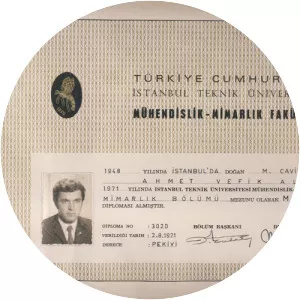 TÜRKİYE CUMHUR
İSTANBUL TEKNİK ÜNİVER
MÜHENDİSLİK-MİMARLIK FAKÜ
1948 YILINDA İSTANBUL'DA DOĞAN M. CAVİ
AHMET VEFİK A
1971 YILINDA İSTANBUL TEKNİK ÜNİVERSİTESİ MÜHENDİSLİK
MİMARLIK BÖLÜMÜ MEZUNU OLARAK M
DİPLOMASI ALMIŞTIR.
DİPLOMA NO : 3020 BÖLÜM BAŞKANI
VERİLDİĞİ TARİH : 2.8.1971
DERECE : PEKİYİ